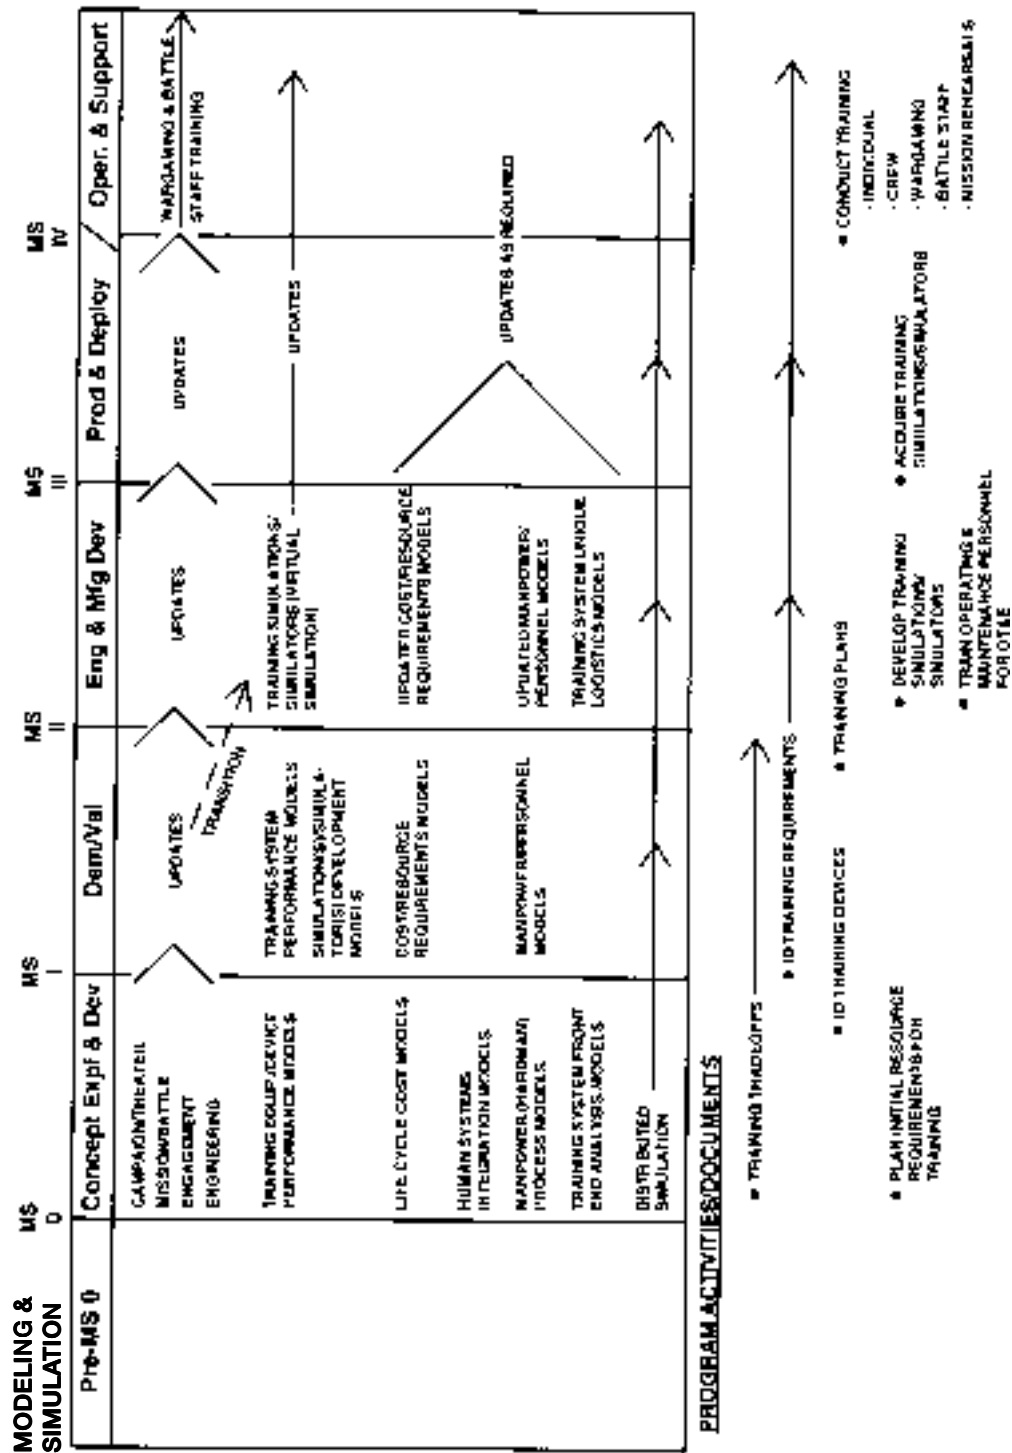 MODELING &
SIMULATION
MS
0
MS
I
MS
II
MS
III
MS
IV
Pre-MS 0
Concept Expl & Dev
Dem/Val
Eng & Mfg Dev
Prod & Deploy
Oper. & Support
CAMPAIGN/THEATER
MISSION/BATTLE
ENGAGEMENT
ENGINEERING
UPDATES
UPDATES
UPDATES
WARGAMING & BATTLE
STAFF TRAINING
TRANSITION
TRAINING EQUIP./DEVICE
PERFORMANCE MODELS
TRAINING SYSTEM
PERFORMANCE MODELS
SIMULATION(S)/SIMULA-
TOR(S) DEVELOPMENT
MODELS
TRAINING SIMULATIONS/
SIMULATORS (VIRTUAL
SIMULATION)
UPDATES
LIFE CYCLE COST MODELS
COST/RESOURCE
REQUIREMENTS MODELS
UPDATED COST/RESOURCE
REQUIREMENTS MODELS
UPDATES AS REQUIRED
HUMAN SYSTEMS
INTEGRATION MODELS
MANPOWER (HARDMAN)
PROCESS MODELS
MANPOWER/PERSONNEL
MODELS
UPDATED MANPOWER/
PERSONNEL MODELS
TRAINING SYSTEM FRONT
END ANALYSIS MODELS
TRAINING SYSTEM UNIQUE
LOGISTICS MODELS
DISTRIBUTED
SIMULATION
PROGRAM ACTIVITIES/DOCUMENTS
• TRAINING TRADEOFFS
• ID TRAINING REQUIREMENTS
• ID TRAINING DEVICES
• TRAINING PLANS
• CONDUCT TRAINING
- INDIVIDUAL
- CREW
- WARGAMING
- BATTLE STAFF
- MISSION REHEARSALS
• PLAN INITIAL RESOURCE
REQUIREMENTS FOR
TRAINING
• DEVELOP TRAINING
SIMULATIONS/
SIMULATORS
• ACQUIRE TRAINING
SIMULATIONS/SIMULATORS
• TRAIN OPERATING &
MAINTENANCE PERSONNEL
FOR OT&E